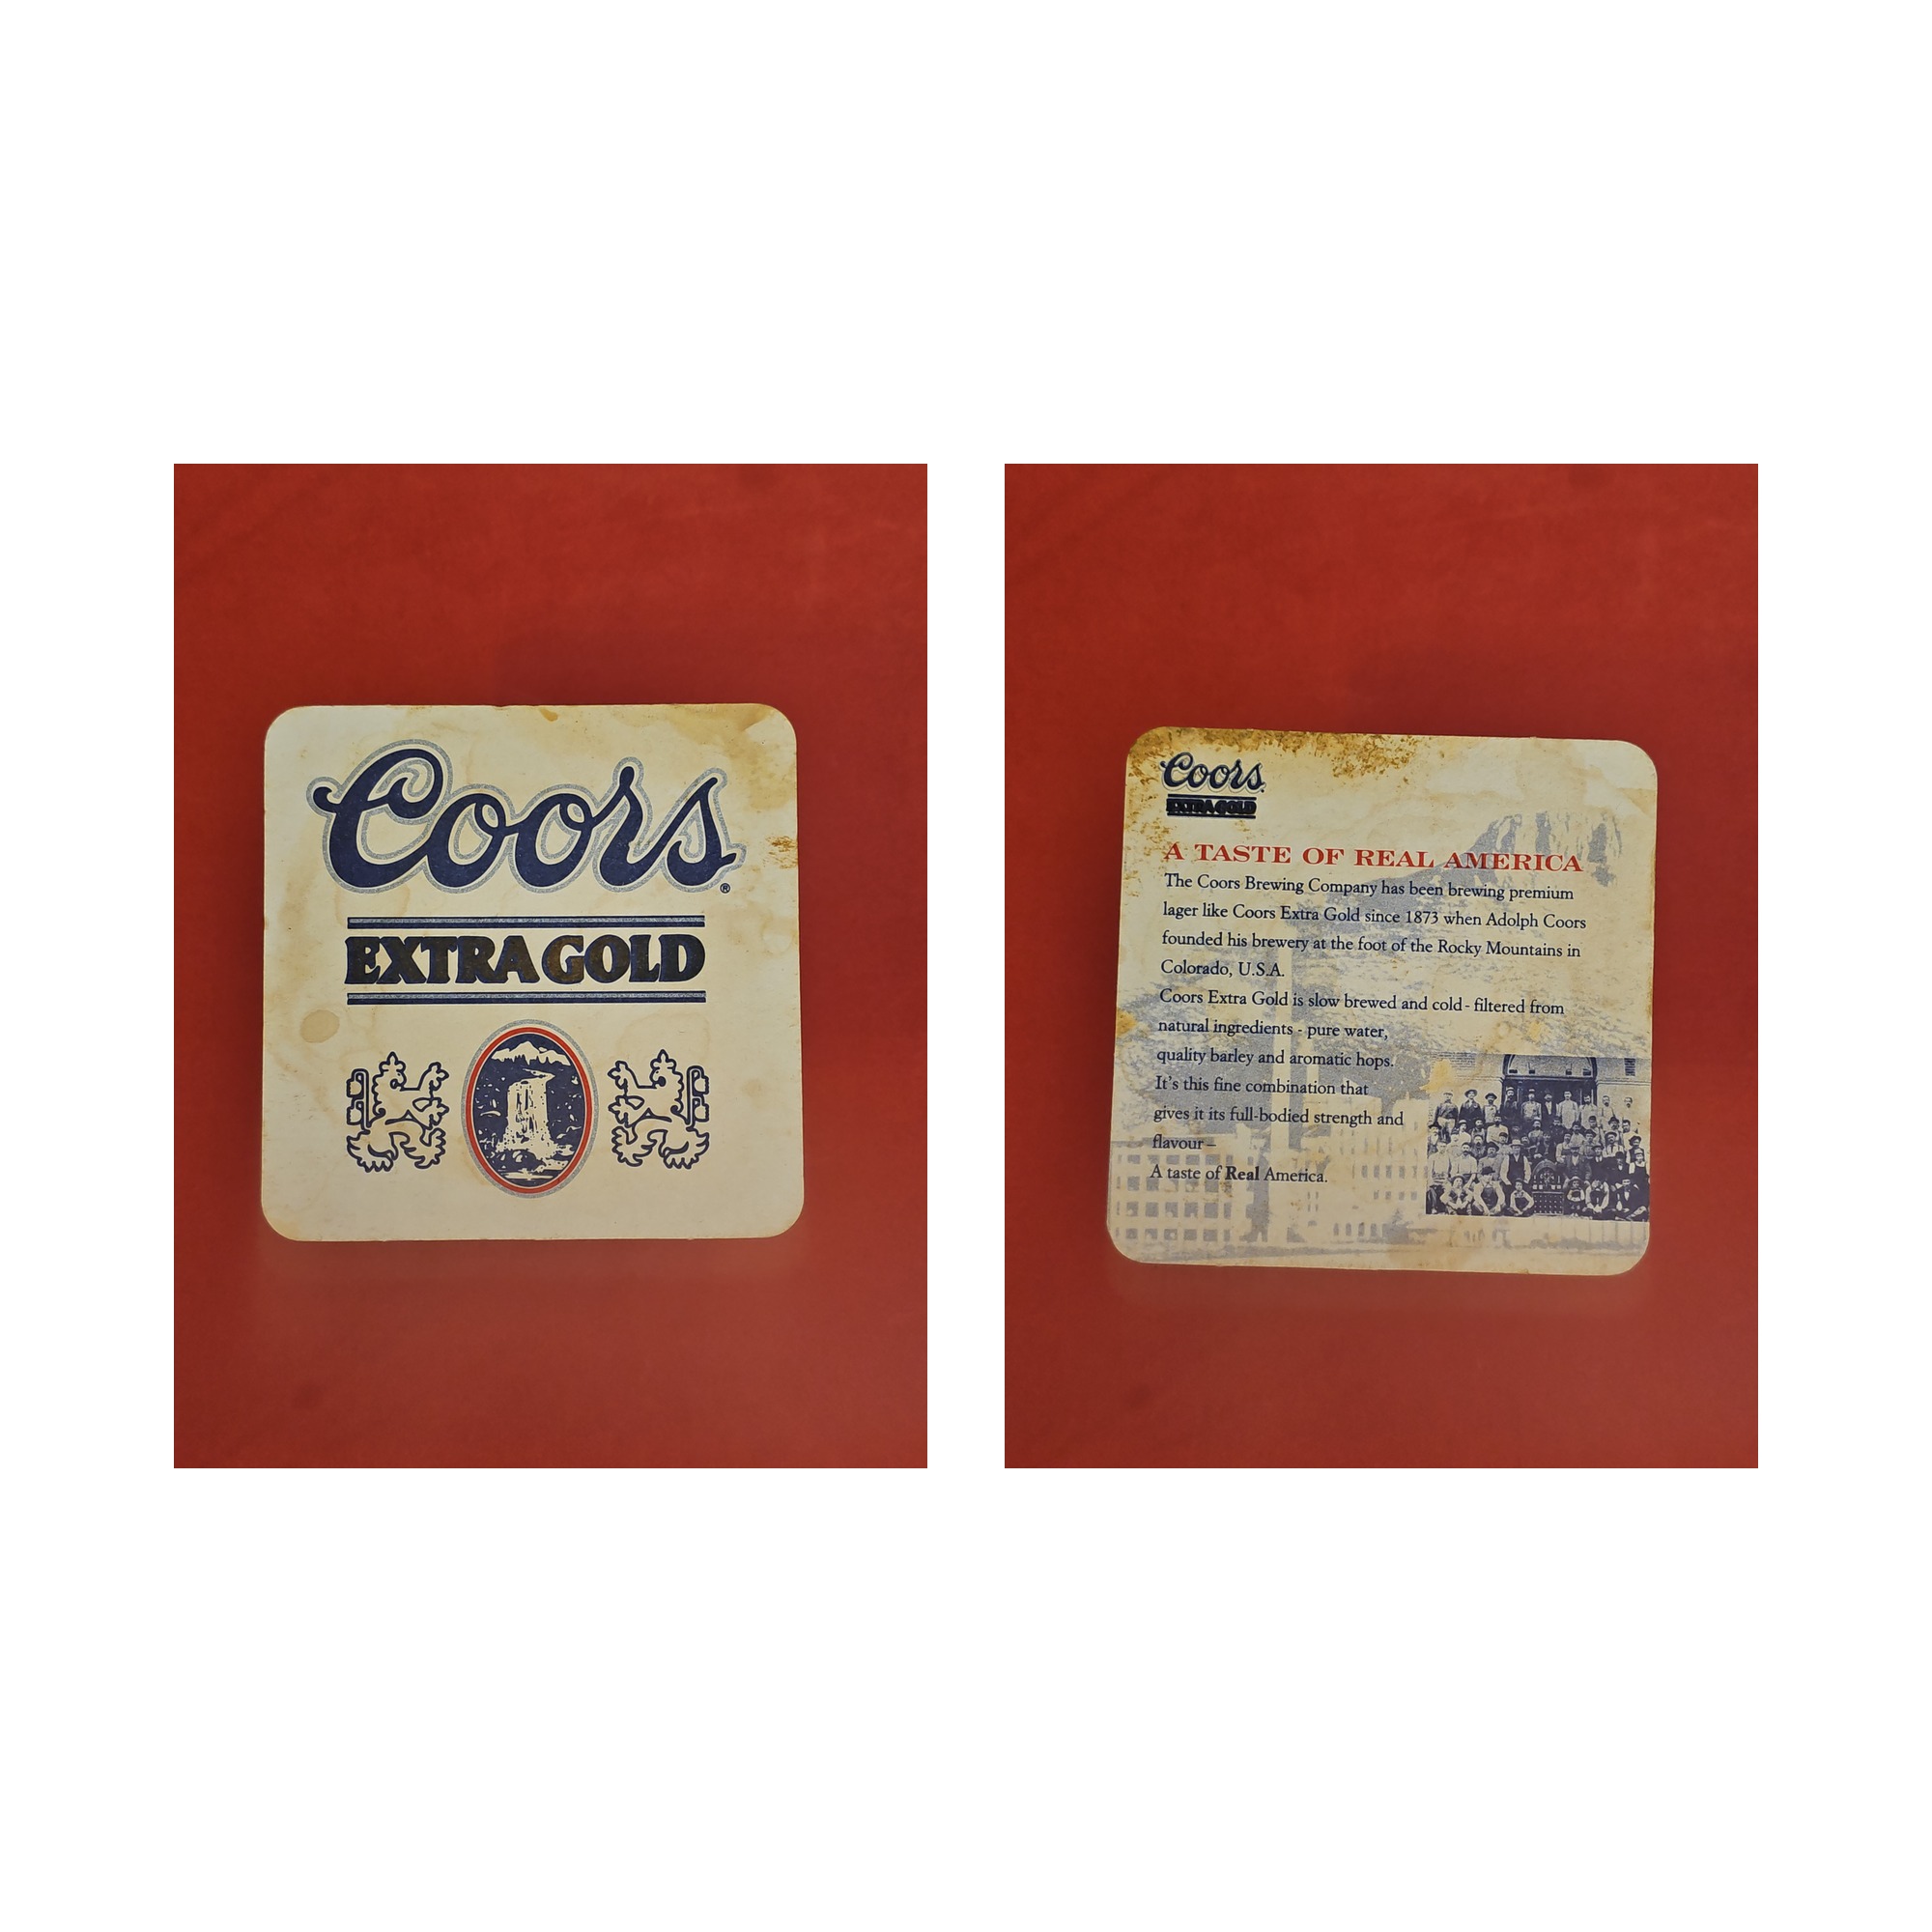 Coors
®
EXTRA GOLD
Coors
EXTRA GOLD
A TASTE OF REAL AMERICA
The Coors Brewing Company has been brewing premium
lager like Coors Extra Gold since 1873 when Adolph Coors
founded his brewery at the foot of the Rocky Mountains in
Colorado, U.S.A.
Coors Extra Gold is slow brewed and cold - filtered from
natural ingredients - pure water,
quality barley and aromatic hops.
It's this fine combination that
gives it its full-bodied strength and
flavour –
A taste of Real America.